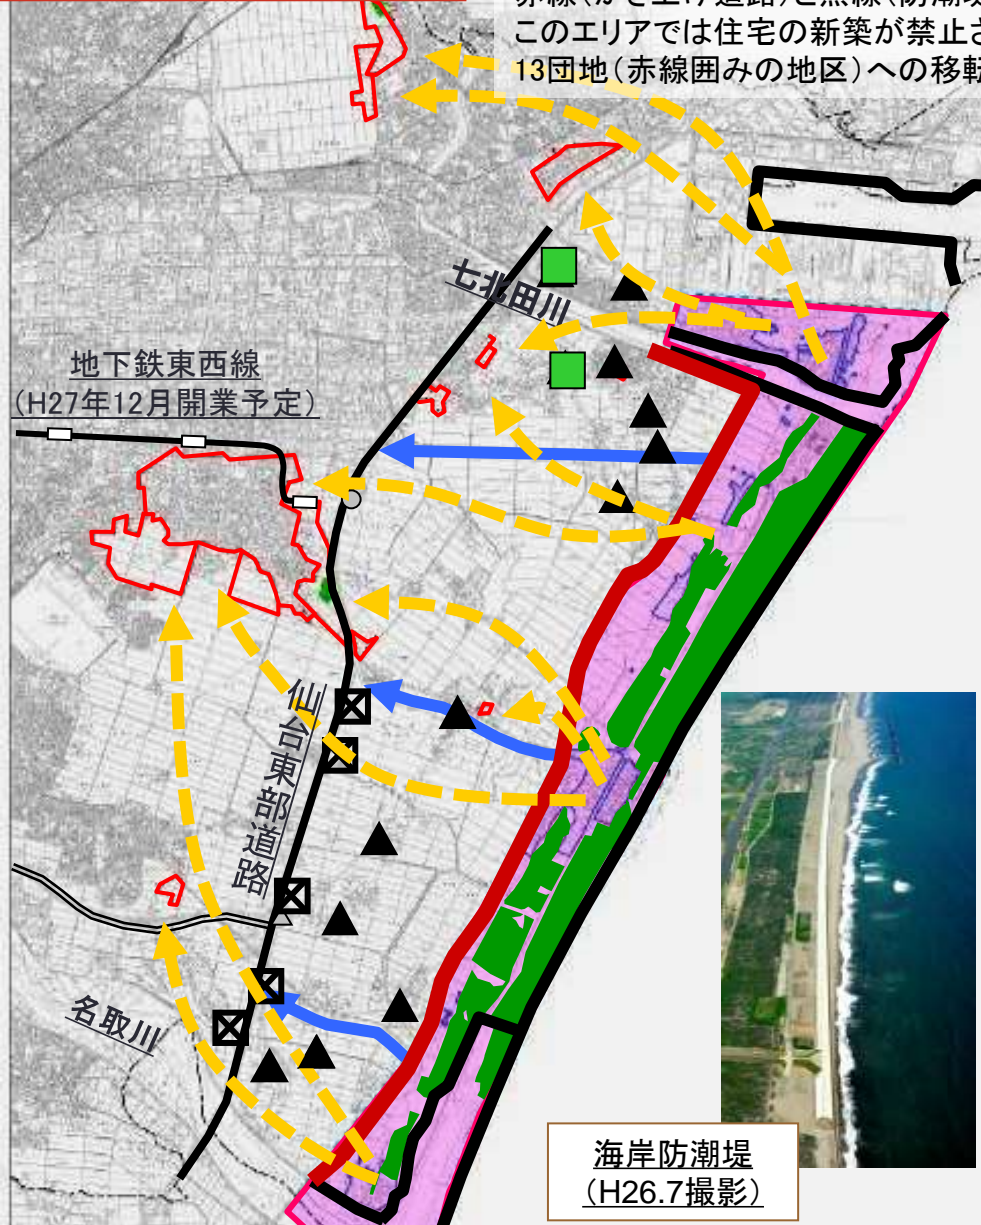 このエリアでは住宅の新築が禁止さ
13団地(赤線囲みの地区)への移転
七北田川
地下鉄東西線
(H27年12月開業予定)
仙台東部道路
名取川
海岸防潮堤
(H26.7撮影)